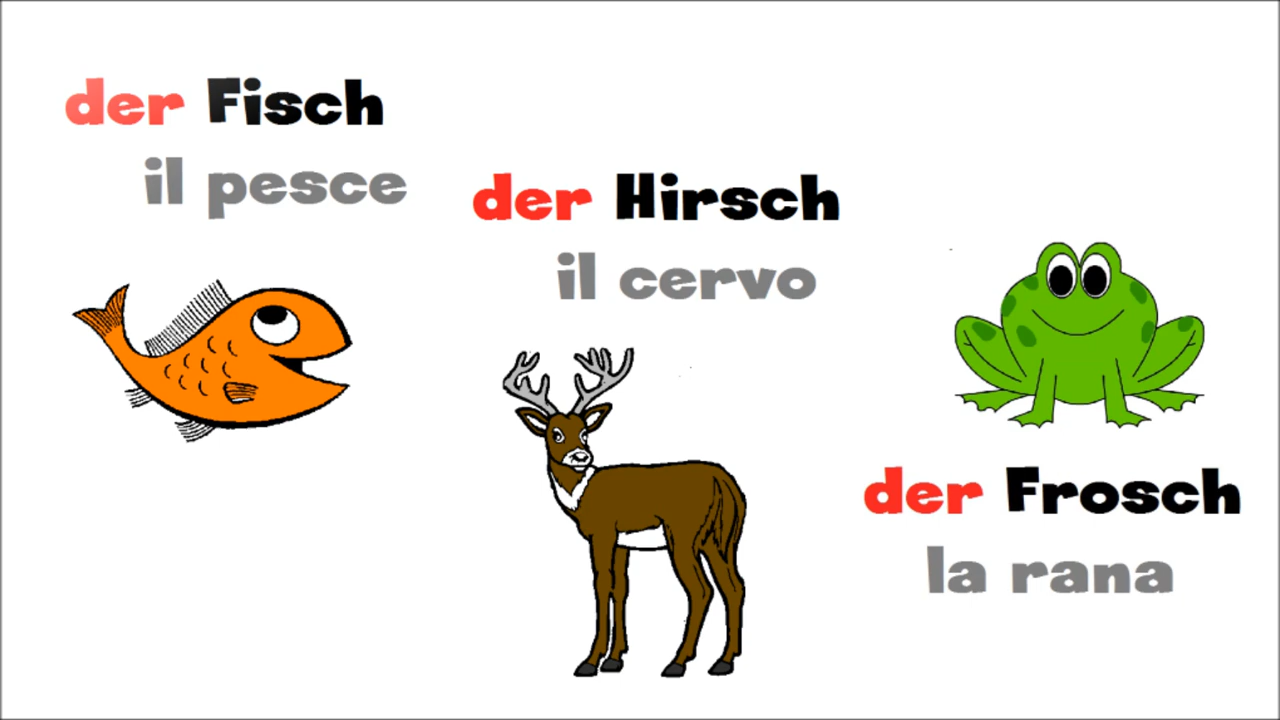 der Fisch
il pesce
der Hirsch
il cervo
der Frosch
la rana